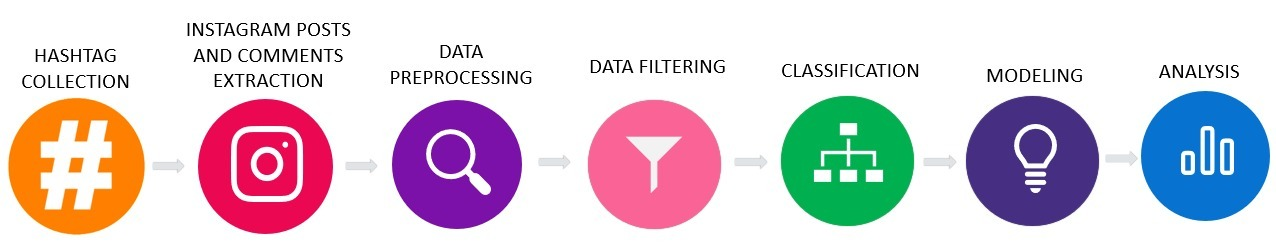 HASHTAG
COLLECTION
INSTAGRAM POSTS
AND COMMENTS
EXTRACTION
DATA
PREPROCESSING
DATA FILTERING
CLASSIFICATION
MODELING
ANALYSIS
#